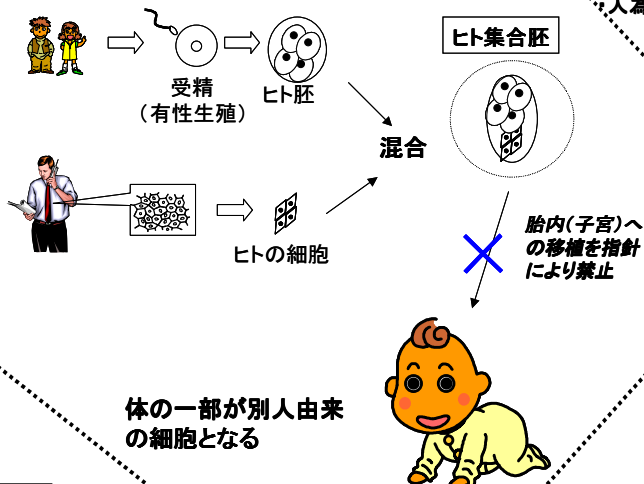 人為
ヒト集合胚
受精
（有性生殖）
ヒト胚
混合
ヒトの細胞
胎内（子宮）へ
の移植を指針
により禁止
体の一部が別人由来
の細胞となる